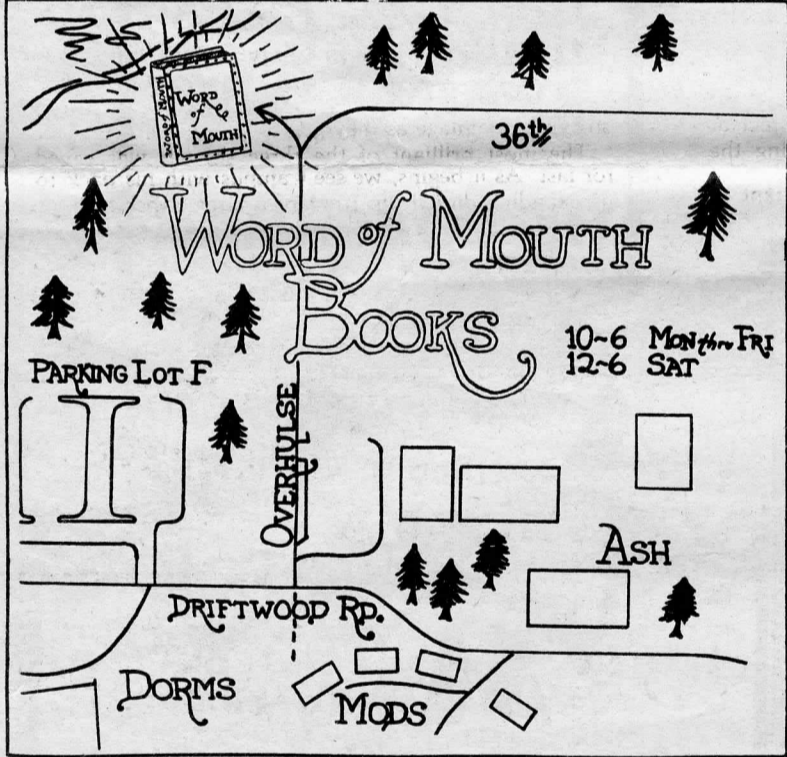 WORD of MOUTH
WORD
of
MOUTH
36th
WORD of MOUTH
BOOKS
10-6 MON thru FRI
12-6 SAT
PARKING LOT F
OVERHULSE
ASH
DRIFTWOOD RD.
DORMS
MODS